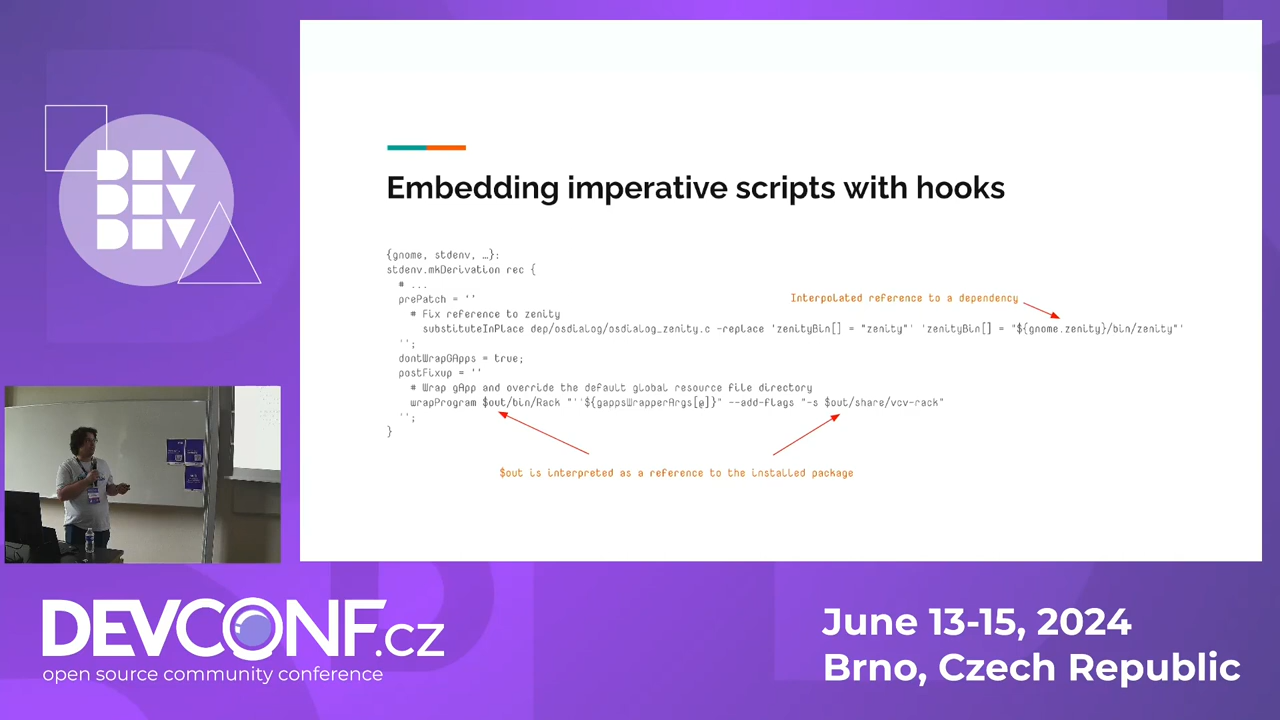 DEV
DEV
DEV
Embedding imperative scripts with hooks
{gnome, stdenv, …}:
stdenv.mkDerivation rec {
# ...
prePatch = ''
# Fix reference to zenity
substituteInPlace dep/osdialog/osdialog_zenity.c -replace 'zenityBin[] = "zenity"' 'zenityBin[] = "${gnome.zenity}/bin/zenity"'
'';
dontWrapGApps = true;
postFixup = ''
# Wrap gApp and override the default global resource file directory
wrapProgram $out/bin/Rack "''${gappsWrapperArgs[@]}" --add-flags "-s $out/share/vcv-rack"
'';
}
Interpolated reference to a dependency
$out is interpreted as a reference to the installed package
DEVCONF.cz
open source community conference
June 13-15, 2024
Brno, Czech Republic